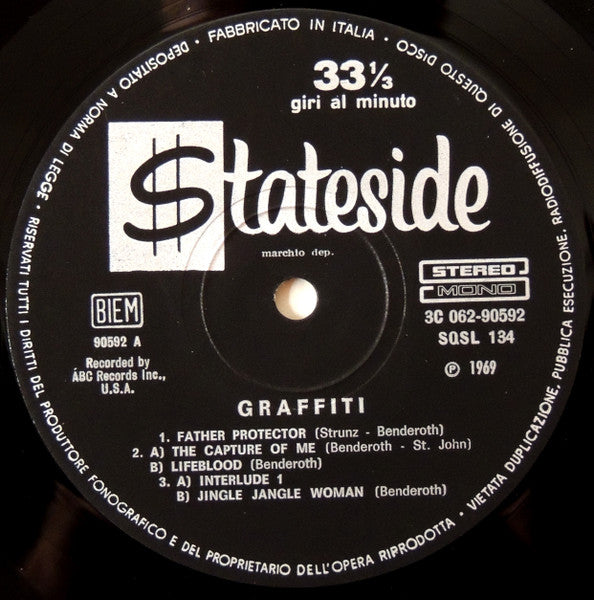 DEPOSITATO A NORMA DI LEGGE · FABBRICATO IN ITALIA · RISERVATI TUTTI I DIRITTI DEL PRODUTTORE FONOGRAFICO E DEL PROPRIETARIO DELL'OPERA RIPRODOTTA · VIETATA DUPLICAZIONE, PUBBLICA ESECUZIONE, RADIODIFFUSIONE DI QUESTO DISCO
33⅓
giri al minuto
$tateside
marchio dep.
STEREO
MONO
BIEM
3C 062-90592
90592 A
SQSL 134
Recorded by
ABC Records Inc.,
U.S.A.
℗ 1969
GRAFFITI
1. FATHER PROTECTOR (Strunz - Benderoth)
2. A) THE CAPTURE OF ME (Benderoth - St. John)
B) LIFEBLOOD (Benderoth)
3. A) INTERLUDE 1
B) JINGLE JANGLE WOMAN (Benderoth)